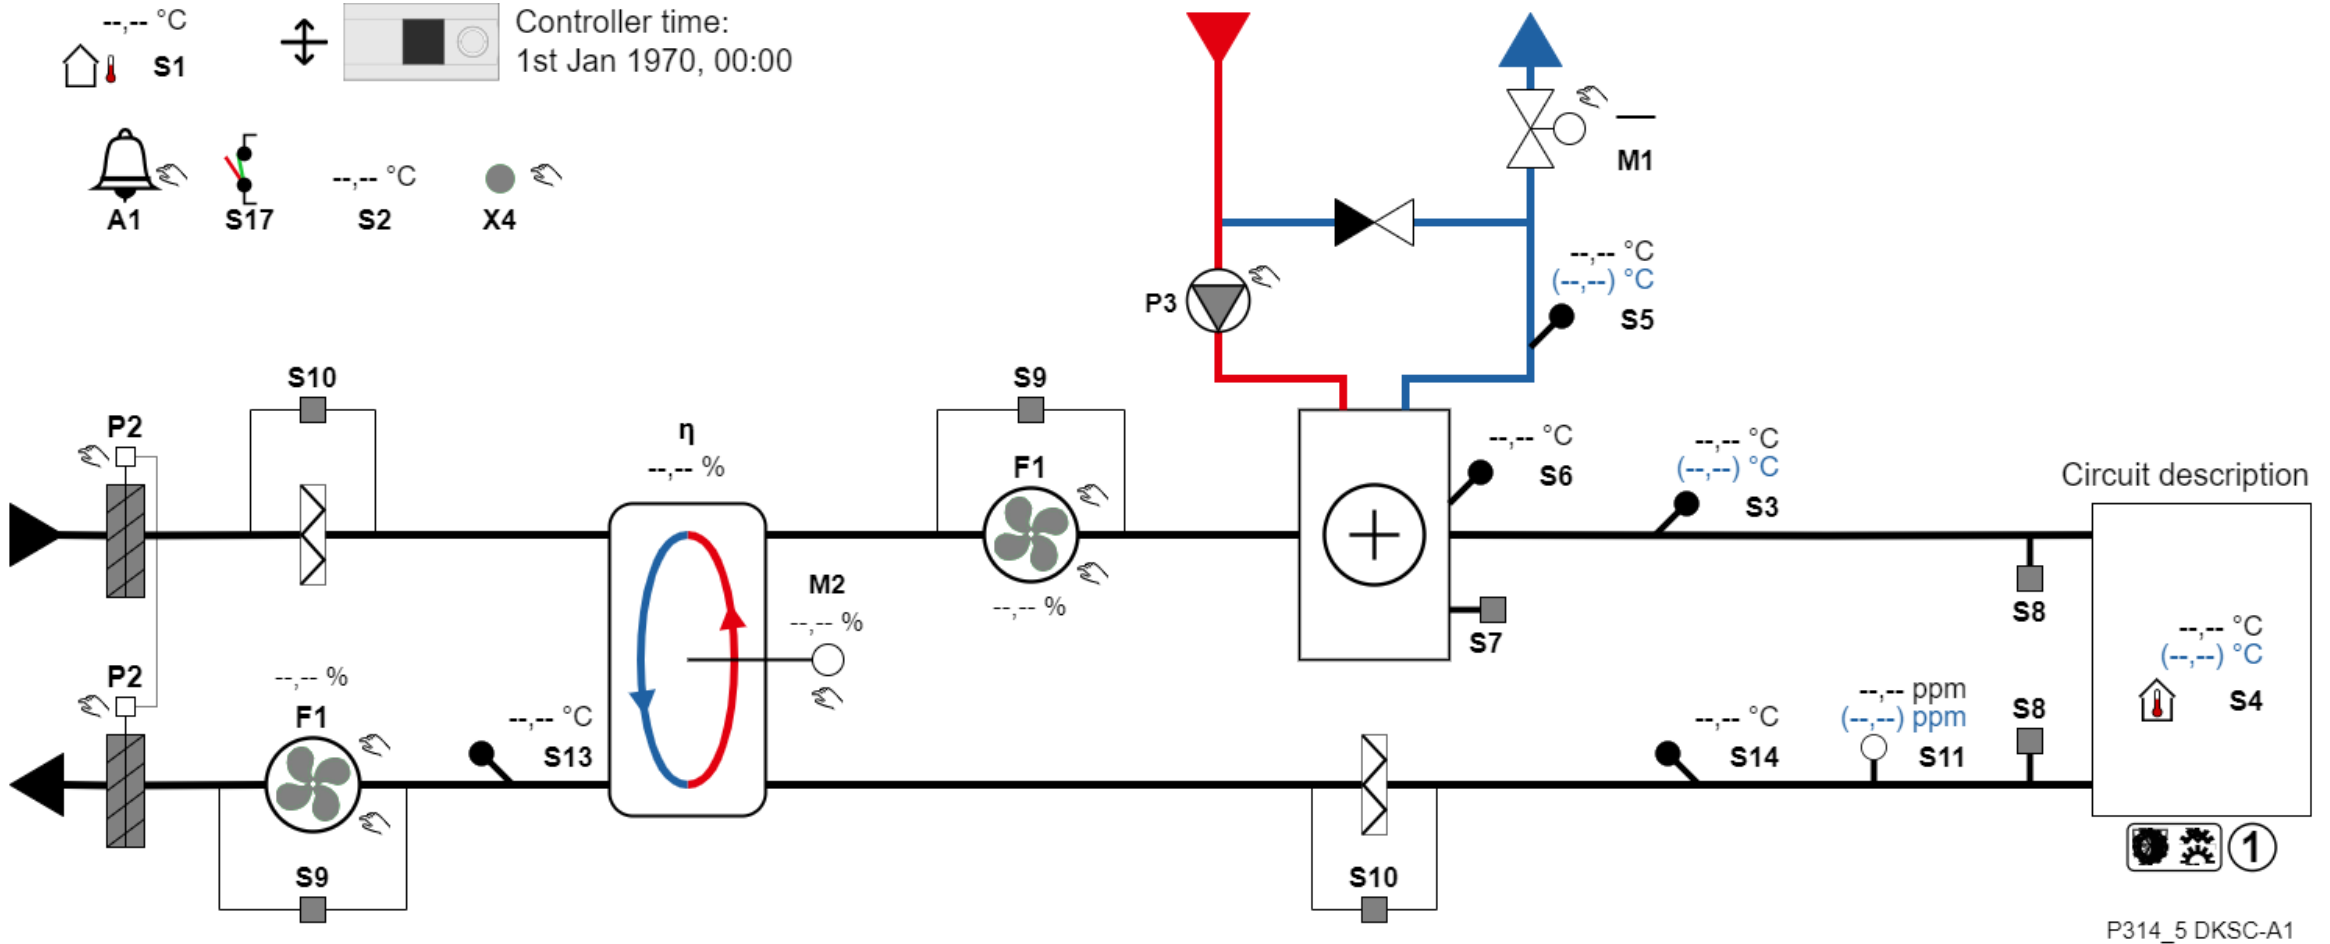 --,-- °C
S1
Controller time:
1st Jan 1970, 00:00
A1
S17
--,-- °C
S2
X4
M1
--,-- °C
(--,--) °C
S5
P3
S10
S9
P2
η
--,-- %
F1
--,-- %
--,-- °C
S6
--,-- °C
(--,--) °C
S3
Circuit description
M2
--,-- %
S7
S8
--,-- °C
(--,--) °C
S4
P2
--,-- %
F1
--,-- °C
S13
--,-- °C
S14
--,-- ppm
(--,--) ppm
S11
S8
S9
S10
1
P314_5 DKSC-A1